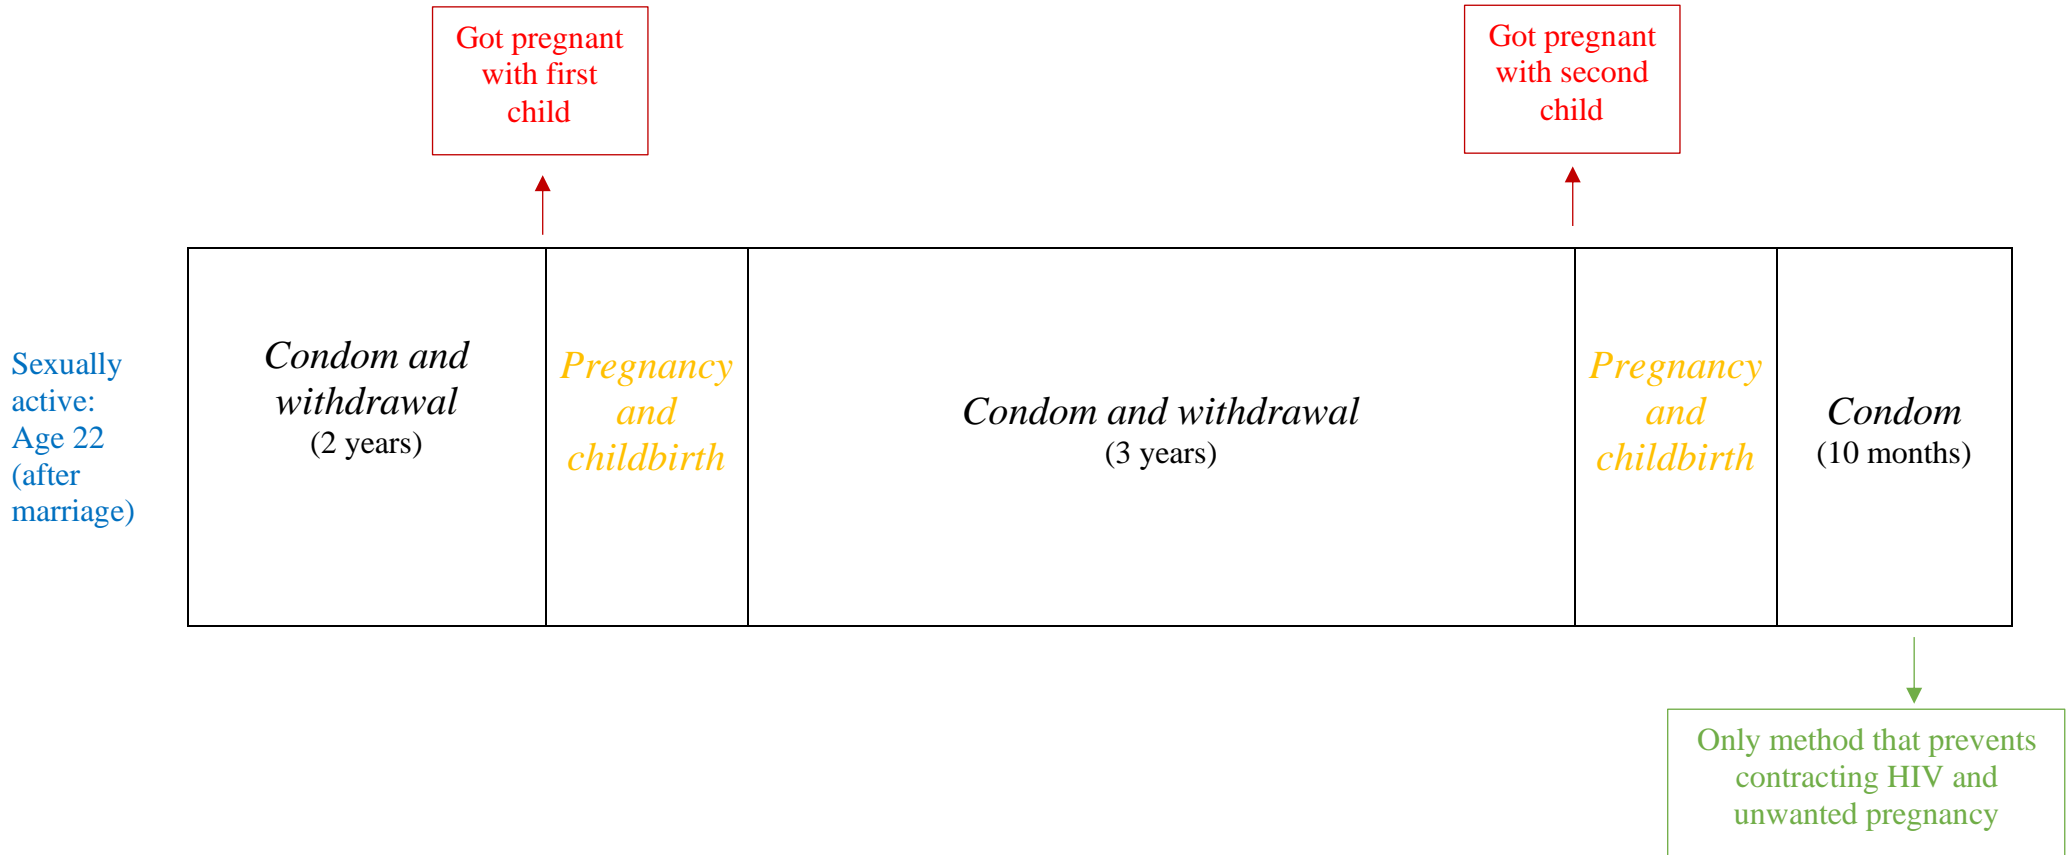 Got pregnant
with first
child
Got pregnant
with second
child
Sexually
active:
Age 22
(after
marriage)
Condom and
withdrawal
(2 years)
Pregnancy
and
childbirth
Condom and withdrawal
(3 years)
Pregnancy
and
childbirth
Condom
(10 months)
Only method that prevents
contracting HIV and
unwanted pregnancy